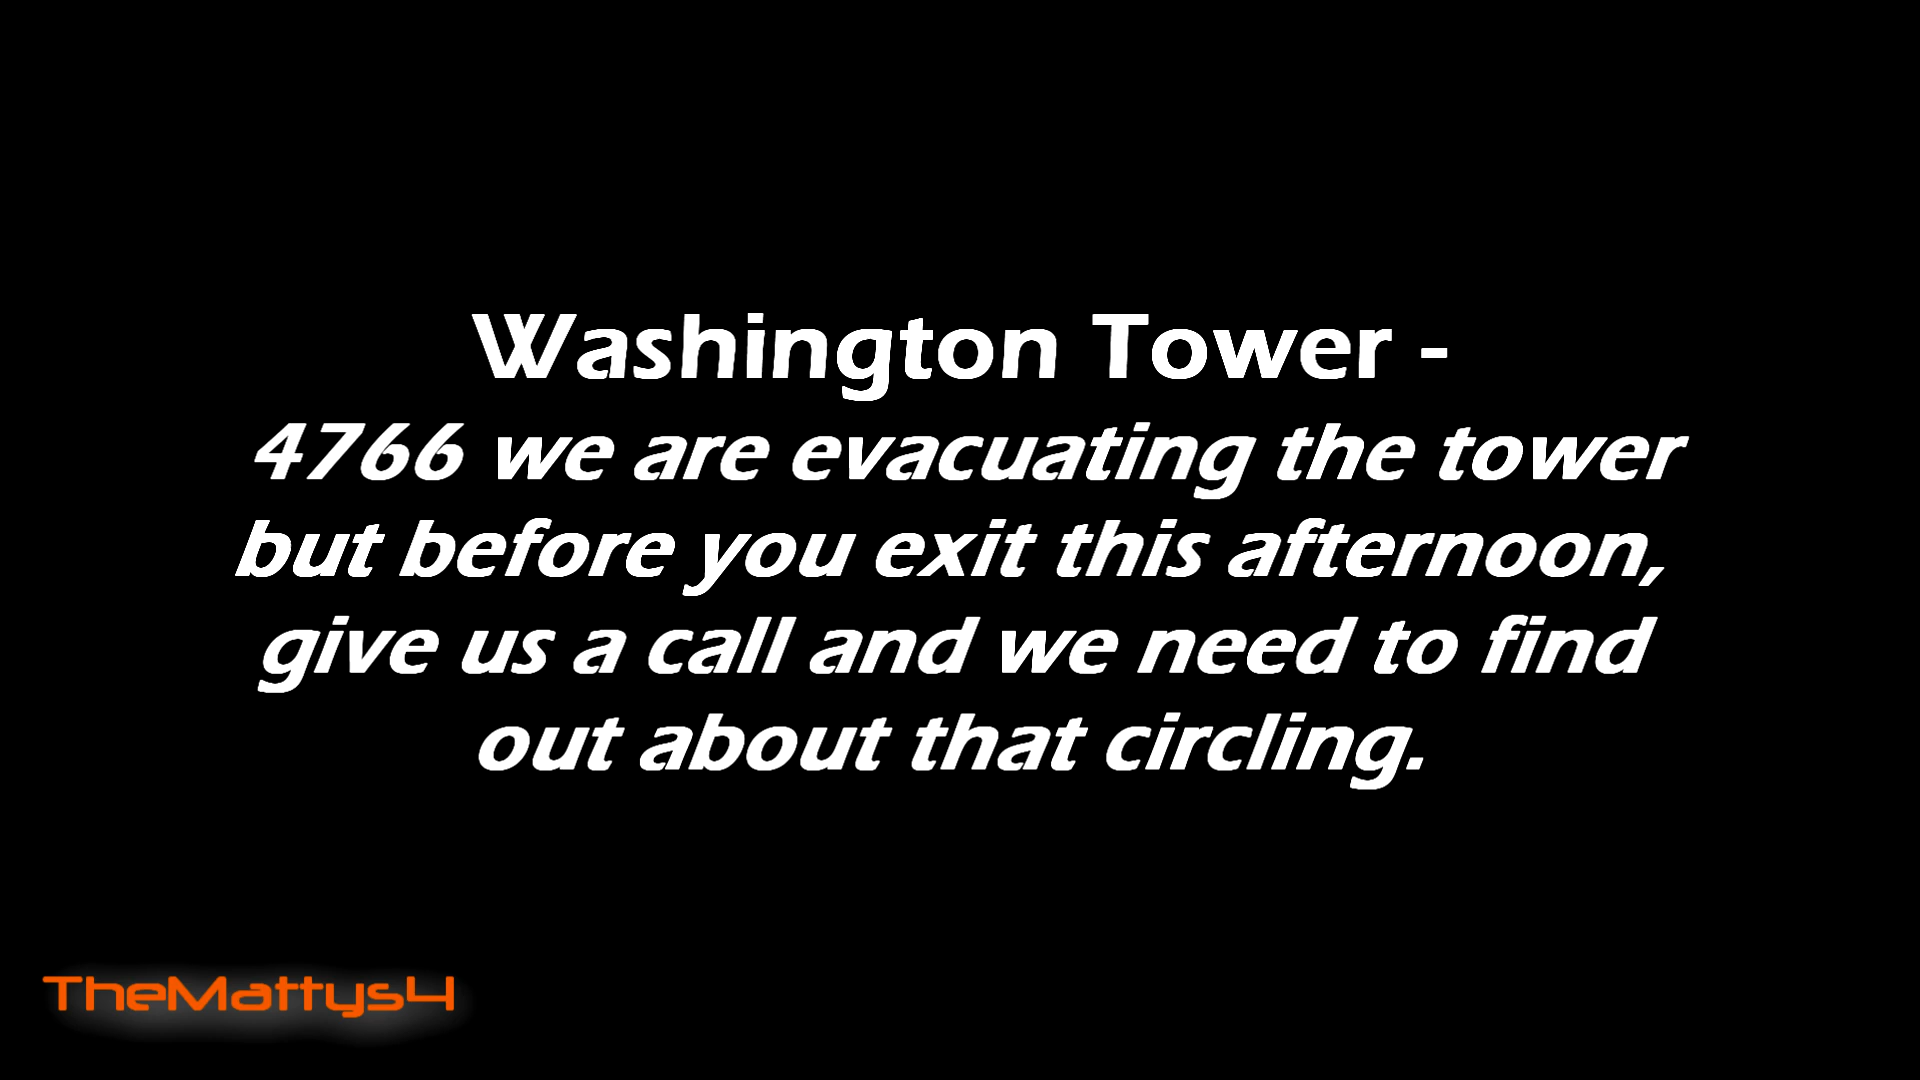 Washington Tower -
4766 we are evacuating the tower
but before you exit this afternoon,
give us a call and we need to find
out about that circling.
TheMattys4